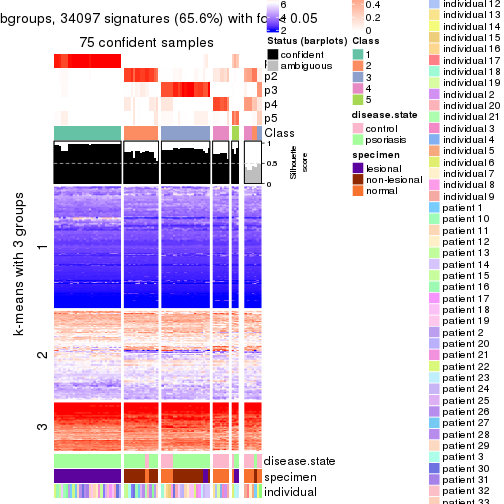 bgroups, 34097 signatures (65.6%) with fd < 0.05
75 confident samples
p2
p3
p4
p5
Class
1
0.5
0
Silhouette
score
k-means with 3 groups
1
2
3
disease.state
specimen
individual
6
4
2
Status (barplots)
confident
ambiguous
0.4
0.2
0
Class
1
2
3
4
5
disease.state
control
psoriasis
specimen
lesional
non-lesional
normal
individual 12
individual 13
individual 14
individual 15
individual 16
individual 17
individual 18
individual 19
individual 2
individual 20
individual 21
individual 3
individual 4
individual 5
individual 6
individual 7
individual 8
individual 9
patient 1
patient 10
patient 11
patient 12
patient 13
patient 14
patient 15
patient 16
patient 17
patient 18
patient 19
patient 2
patient 20
patient 21
patient 22
patient 23
patient 24
patient 25
patient 26
patient 27
patient 28
patient 29
patient 3
patient 30
patient 31
patient 32
patient 33